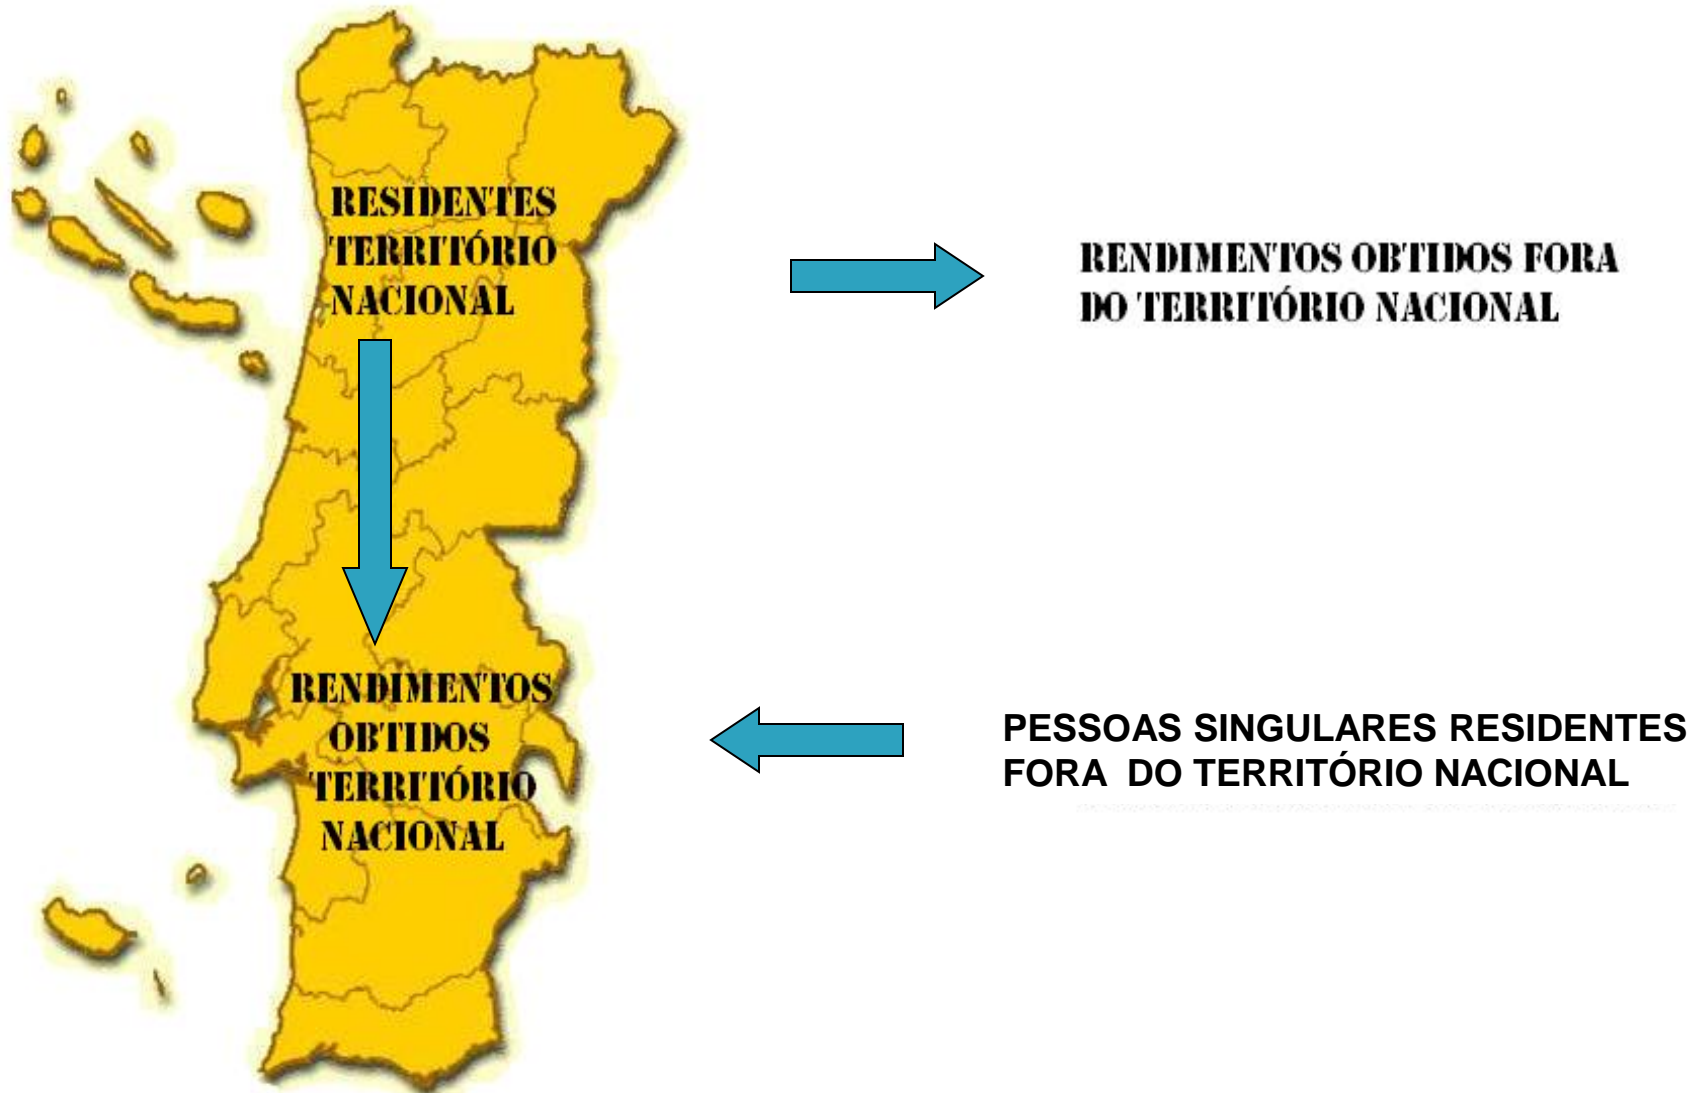 RESIDENTES
TERRITÓRIO
NACIONAL
RENDIMENTOS OBTIDOS FORA
DO TERRITÓRIO NACIONAL
RENDIMENTOS
OBTIDOS
TERRITÓRIO
NACIONAL
PESSOAS SINGULARES RESIDENTES
FORA DO TERRITÓRIO NACIONAL